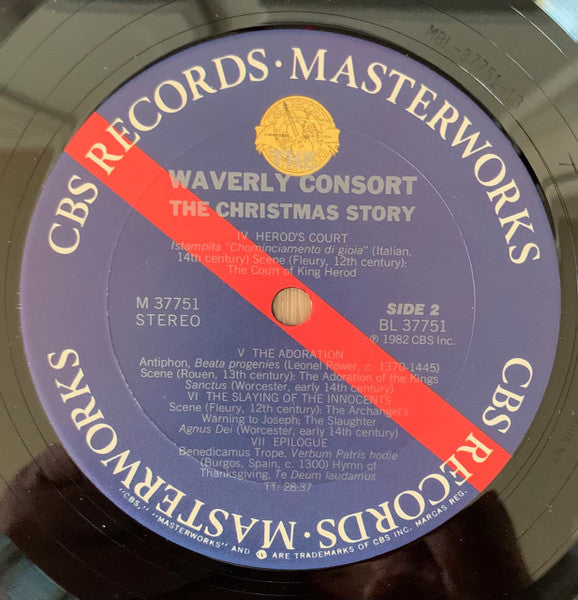 MBL-37751-1B
CBS RECORDS · MASTERWORKS
THE
WAVERLY CONSORT
THE CHRISTMAS STORY
IV HEROD'S COURT
Istampita "Chominciamento di gioia" (Italian,
14th century) Scene (Fleury, 12th century):
The Court of King Herod
M 37751
STEREO
SIDE 2
BL 37751
℗ 1982 CBS Inc.
V THE ADORATION
Antiphon, Beata progenies (Leonel Power, c. 1370-1445)
Scene (Rouen, 13th century): The Adoration of the Kings
Sanctus (Worcester, early 14th century)
VI THE SLAYING OF THE INNOCENTS
Scene (Fleury, 12th century): The Archangel's
Warning to Joseph; The Slaughter
Agnus Dei (Worcester, early 14th century)
VII EPILOGUE
Benedicamus Trope, Verbum Patris hodie
(Burgos, Spain, c. 1300) Hymn of
Thanksgiving, Te Deum laudamus
TT: 28:37
CBS RECORDS · MASTERWORKS
"CBS," "MASTERWORKS" AND ARE TRADEMARKS OF CBS INC. MARCAS REG.